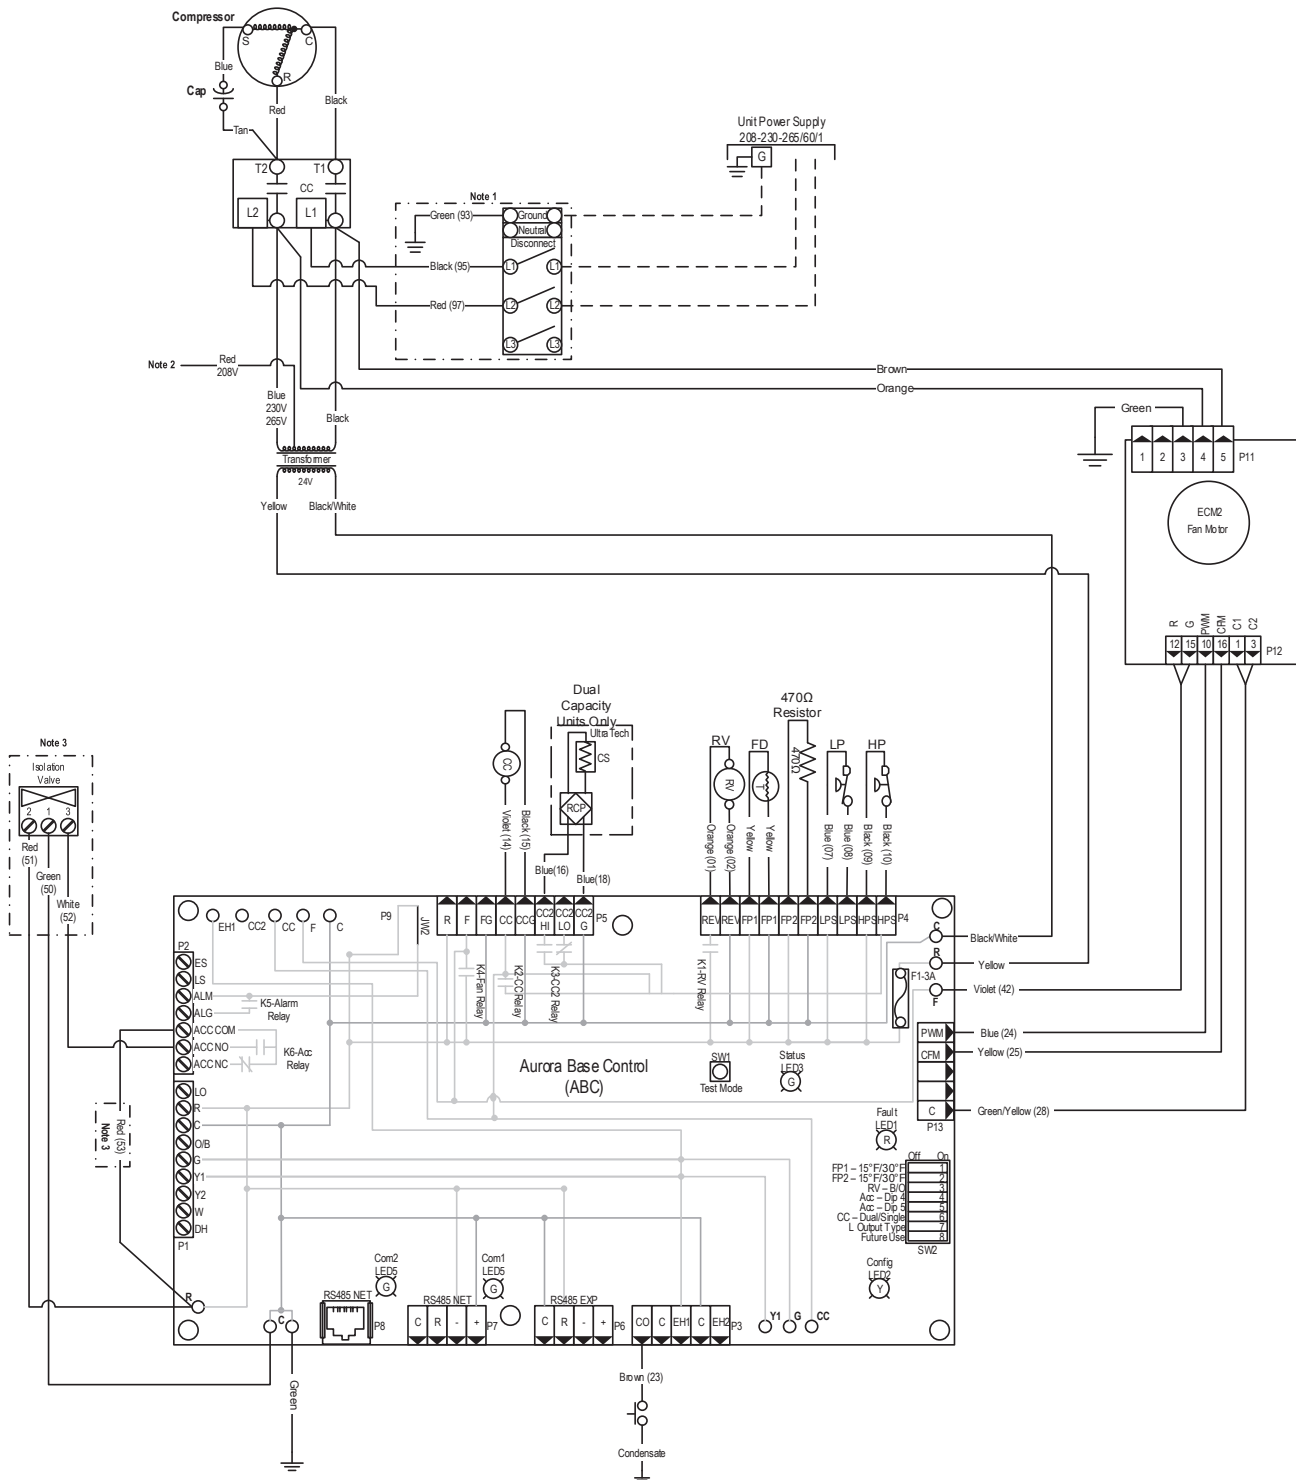 Compressor
S
C
R
Blue
Cap
Tan
Red
Black
T2
T1
CC
L2
L1
Unit Power Supply
208-230-265/60/1
G
Note 1
Green (93)
Ground
Neutral
Disconnect
Black (95)
L1
L1
Red (97)
L2
L2
L3
L3
Note 2
Red
208V
Blue
230V
265V
Black
Transformer
24V
Yellow
Black/White
Brown
Orange
Green
1
2
3
4
5
P11
ECM2
Fan Motor
R
G
PWM
CFM
C1
C2
12
15
10
16
1
3
P12
Note 3
Isolation
Valve
2
1
3
Red
(51)
Green
(50)
White
(52)
CC
Violet (14)
Black (15)
Dual
Capacity
Units Only
Ultra Tech
CS
RCP
Blue(16)
Blue(18)
RV
RV
Orange (01)
Orange (02)
FD
T
Yellow
Yellow
470Ω
Resistor
470Ω
LP
Blue (07)
Blue (08)
HP
Black (09)
Black (10)
EH1
CC2
CC
F
C
P9
JW2
R
F
FG
CC
CCG
CC2
HI
CC2
LO
CC2
G
P5
REV
REV
FP1
FP1
FP2
FP2
LPS
LPS
HPS
HPS
P4
C
Black/White
R
Yellow
F1-3A
Violet (42)
F
P2
ES
LS
ALM
ALG
ACC COM
ACC NO
ACC NC
K5-Alarm
Relay
K6-Acc
Relay
K4-Fan Relay
K2-CC Relay
K3-CC2 Relay
K1-RV Relay
PWM
Blue (24)
CFM
Yellow (25)
C
Green/Yellow (28)
P13
Aurora Base Control
(ABC)
SW1
Test Mode
Status
LED3
G
Fault
LED1
R
LO
R
C
O/B
G
Y1
Y2
W
DH
P1
Red (53)
Note 3
Off
On
FP1 – 15°F/30°F
FP2 – 15°F/30°F
RV – B/O
Acc – Dip 4
Acc – Dip 5
CC – Dual/Single
L Output Type
Future Use
1
2
3
4
5
6
7
8
SW2
Config
LED2
Y
R
C
Com2
LED5
G
RS485 NET
P8
Com1
LED5
G
RS485 NET
C
R
-
+
P7
RS485 EXP
C
R
-
+
P6
CO
C
EH1
C
EH2
P3
Y1
G
CC
Green
Brown (23)
Condensate